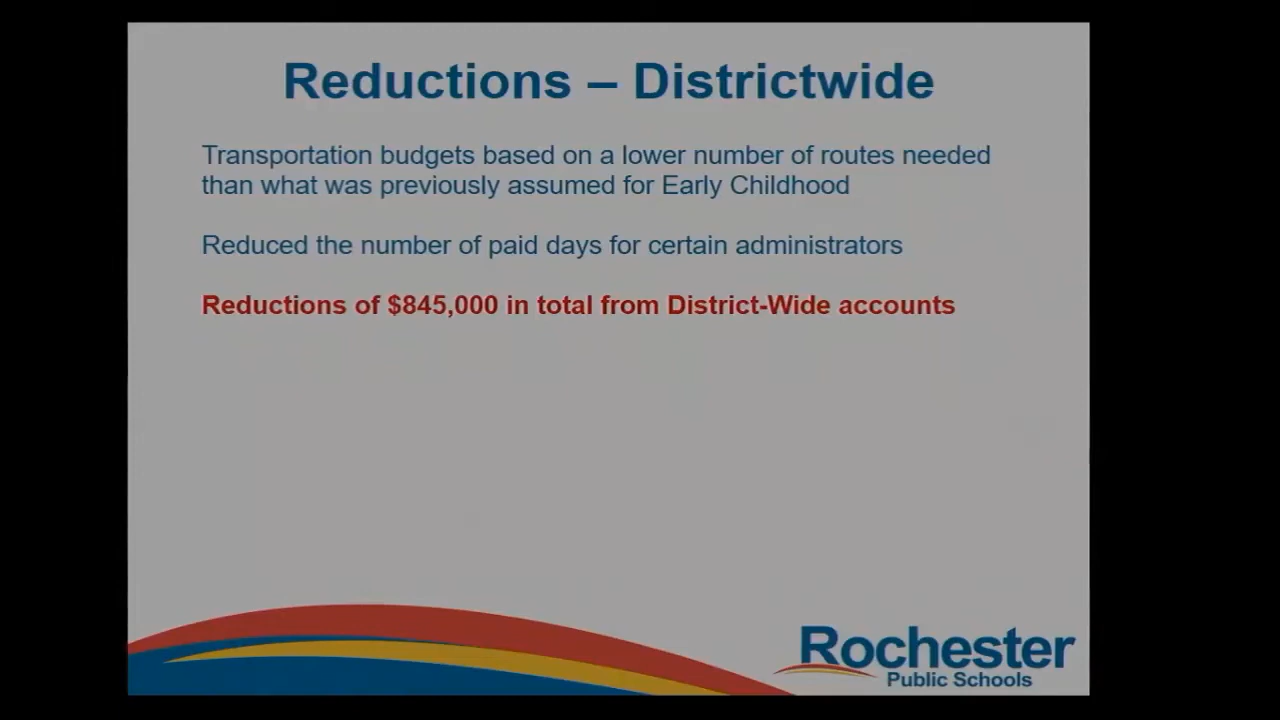 Reductions – Districtwide
Transportation budgets based on a lower number of routes needed
than what was previously assumed for Early Childhood
Reduced the number of paid days for certain administrators
Reductions of $845,000 in total from District-Wide accounts
Rochester
Public Schools